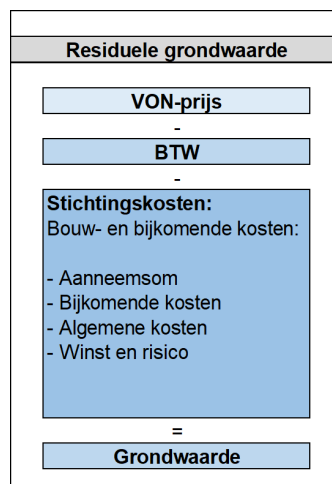 Residuele grondwaarde
VON-prijs
-
BTW
-
Stichtingskosten:
Bouw- en bijkomende kosten:
- Aanneemsom
- Bijkomende kosten
- Algemene kosten
- Winst en risico
=
Grondwaarde